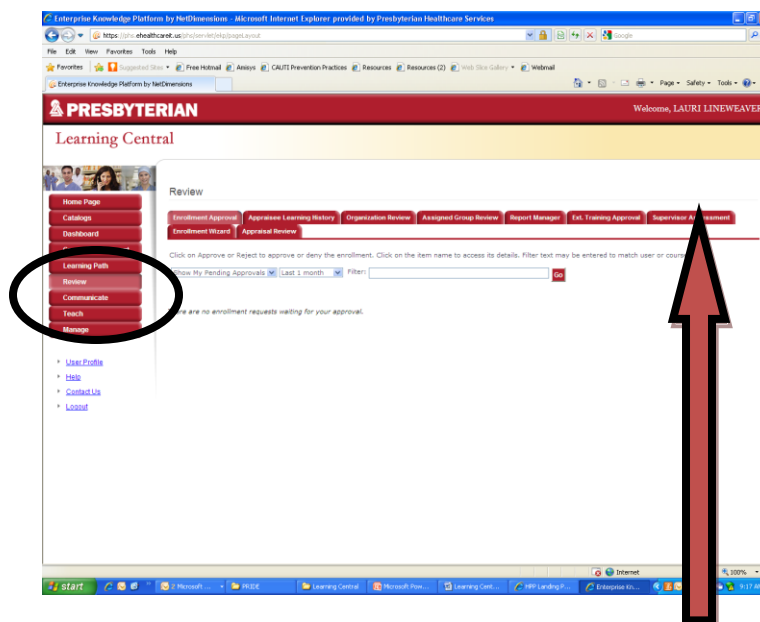 Enterprise Knowledge Platform by NetDimensions - Microsoft Internet Explorer provided by Presbyterian Healthcare Services
https://phs.ehealthcareit.us/phs/servlet/ekp/pageLayout
Google
File Edit View Favorites Tools Help
Favorites Suggested Sites Free Hotmail Amisys CAUTI Prevention Practices Resources Resources (2) Web Slice Gallery Webmail
Enterprise Knowledge Platform by NetDimensions
Page Safety Tools
PRESBYTERIAN
Welcome, LAURI LINEWEAVER
Learning Central
Review
Home Page
Catalogs
Dashboard
Learning Path
Review
Communicate
Teach
Manage
User Profile
Help
Contact Us
Logout
Enrollment Approval Appraisee Learning History Organization Review Assigned Group Review Report Manager Ext. Training Approval Supervisor Assessment
Enrollment Wizard Appraisal Review
Click on Approve or Reject to approve or deny the enrollment. Click on the item name to access its details. Filter text may be entered to match user or course
Show My Pending Approvals Last 1 month Filter: Go
There are no enrollment requests waiting for your approval.
Internet 100%
start 2 Microsoft ... PRIDE Learning Central Microsoft Pow... Learning Cent... HPP Landing P... Enterprise Kn... 9:17 AM